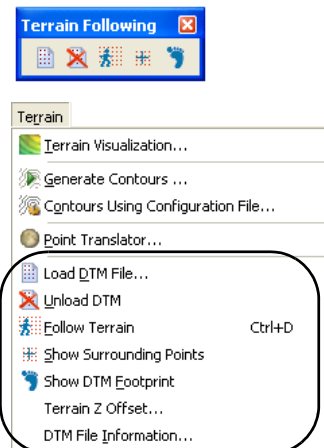 Terrain Following
Terrain
Terrain Visualization...
Generate Contours ...
Contours Using Configuration File...
Point Translator...
Load DTM File...
Unload DTM
Follow Terrain Ctrl+D
Show Surrounding Points
Show DTM Footprint
Terrain Z Offset...
DTM File Information...